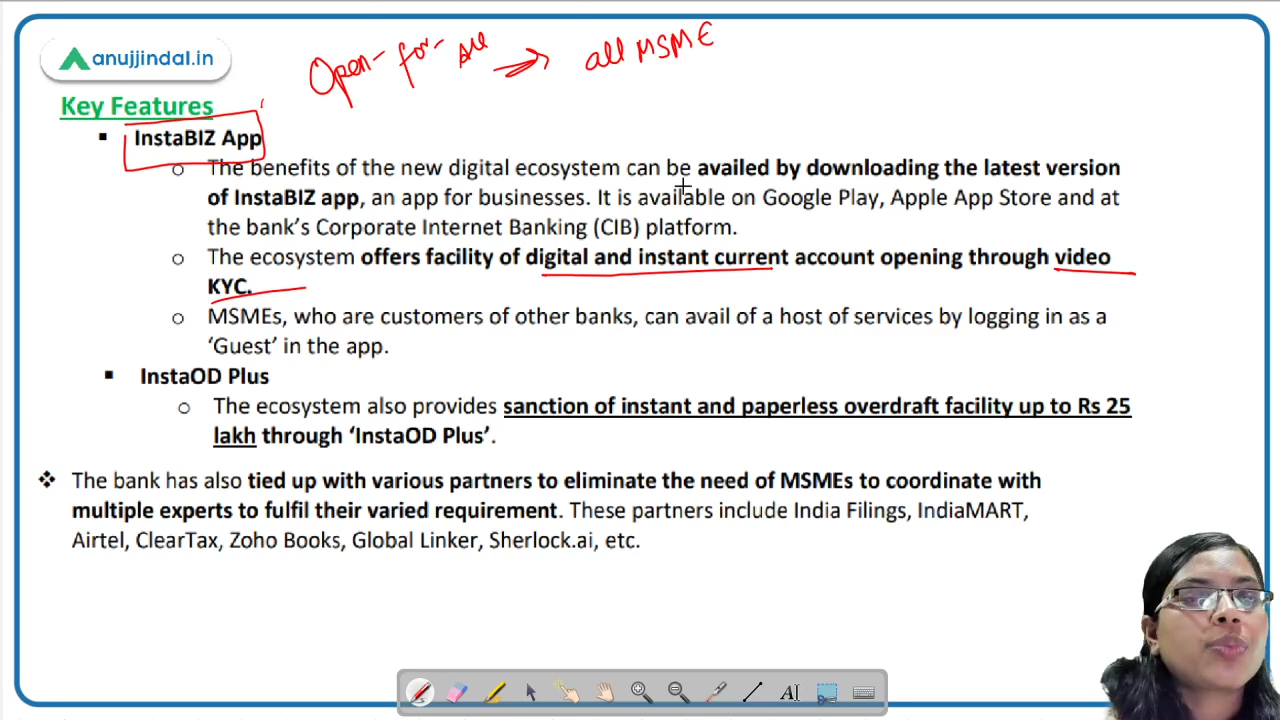 anujjindal.in
Open-for-All → all MSME
Key Features
▪ InstaBIZ App
o The benefits of the new digital ecosystem can be availed by downloading the latest version
of InstaBIZ app, an app for businesses. It is available on Google Play, Apple App Store and at
the bank's Corporate Internet Banking (CIB) platform.
o The ecosystem offers facility of digital and instant current account opening through video
KYC.
o MSMEs, who are customers of other banks, can avail of a host of services by logging in as a
'Guest' in the app.
▪ InstaOD Plus
o The ecosystem also provides sanction of instant and paperless overdraft facility up to Rs 25
lakh through 'InstaOD Plus'.
❖ The bank has also tied up with various partners to eliminate the need of MSMEs to coordinate with
multiple experts to fulfil their varied requirement. These partners include India Filings, IndiaMART,
Airtel, ClearTax, Zoho Books, Global Linker, Sherlock.ai, etc.